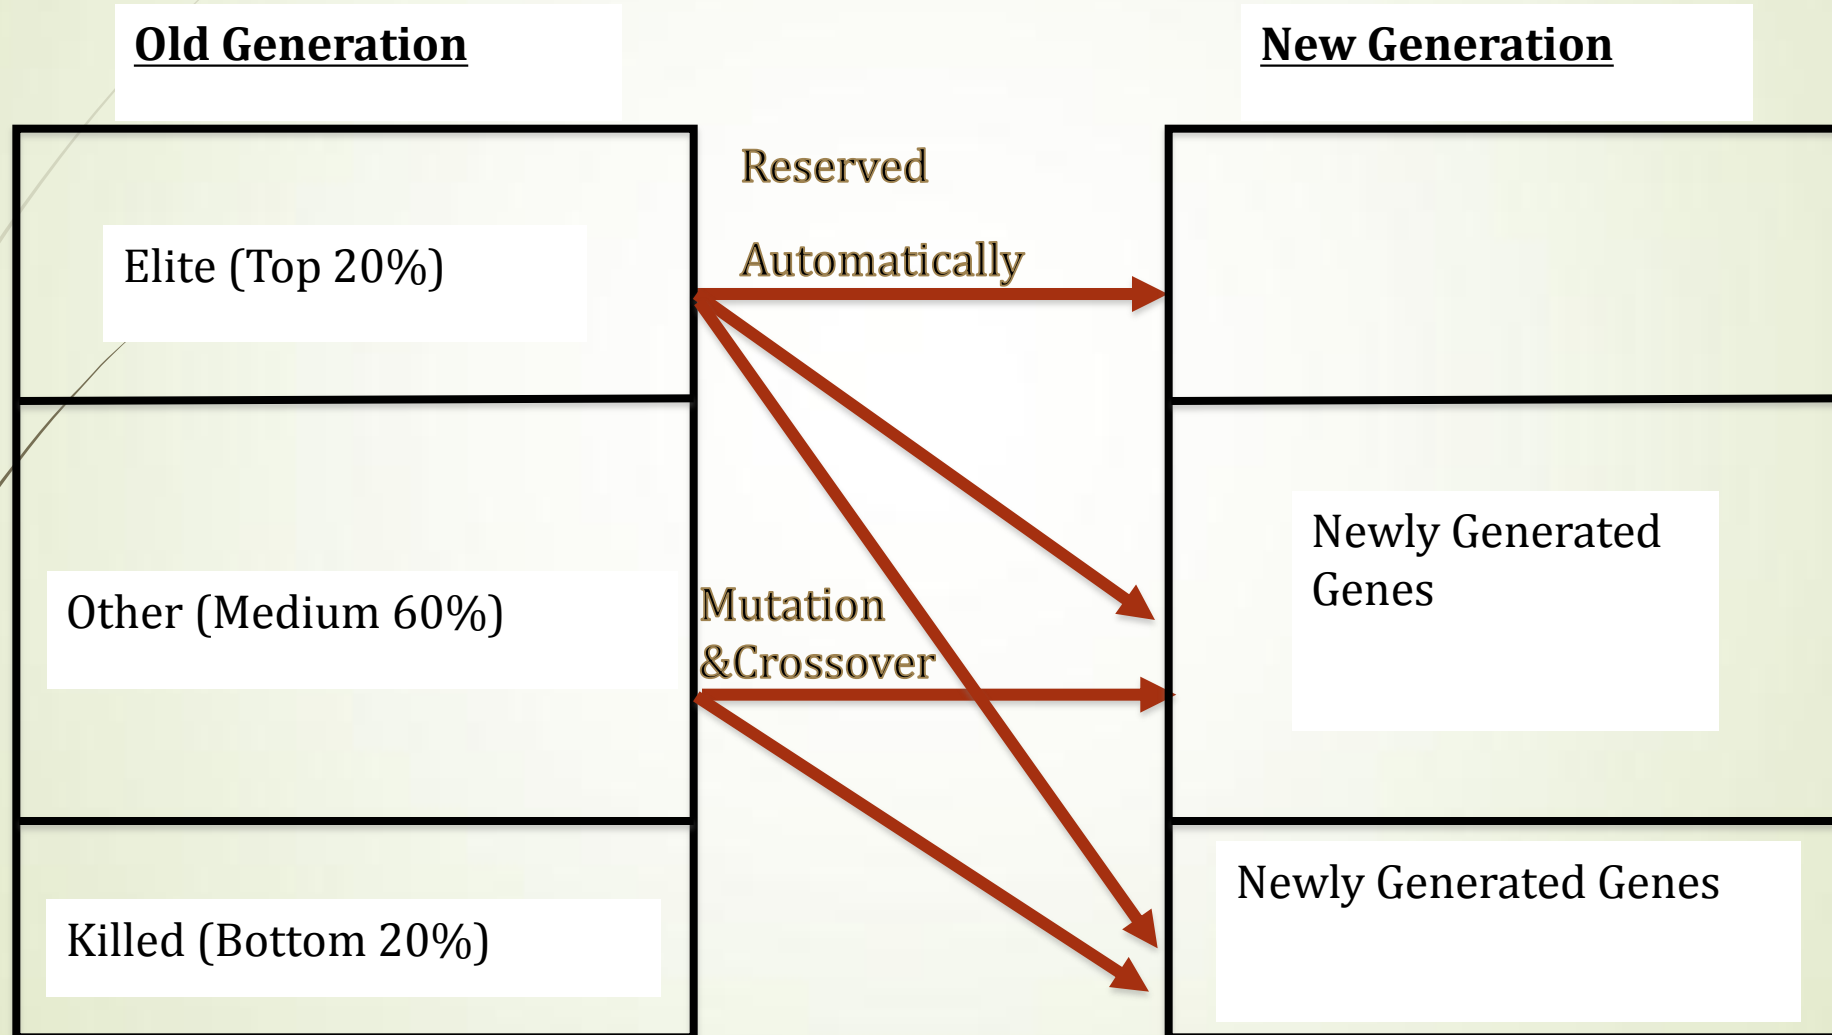 Old Generation
New Generation
Reserved
Automatically
Elite (Top 20%)
Newly Generated
Genes
Other (Medium 60%)
Mutation
&Crossover
Newly Generated Genes
Killed (Bottom 20%)